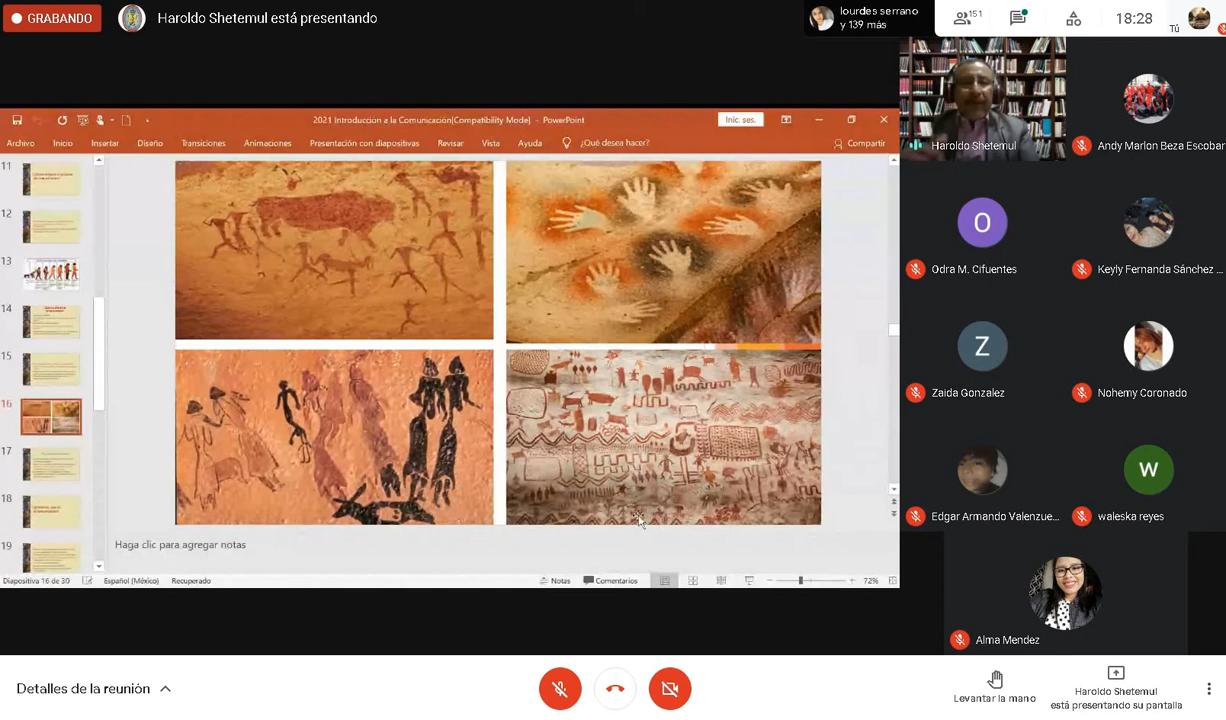 GRABANDO
Haroldo Shetemul está presentando
lourdes serrano
y 139 más
151
18:28
Tú
2021 Introduccion a la Comunicación[Compatibility Mode] - PowerPoint
Inic. ses.
Archivo Inicio Insertar Diseño Transiciones Animaciones Presentación con diapositivas Revisar Vista Ayuda ¿Qué desea hacer? Compartir
11
12
13
14
15
16
17
18
19
Haga clic para agregar notas
Diapositiva 16 de 30 Español (México) Recuperado Notas Comentarios 72%
Haroldo Shetemul
Andy Marlon Beza Escobar
O
Odra M. Cifuentes
Keyly Fernanda Sánchez ...
Z
Zaida Gonzalez
Nohemy Coronado
Edgar Armando Valenzue...
W
waleska reyes
Alma Mendez
Detalles de la reunión
Levantar la mano
Haroldo Shetemul
está presentando su pantalla